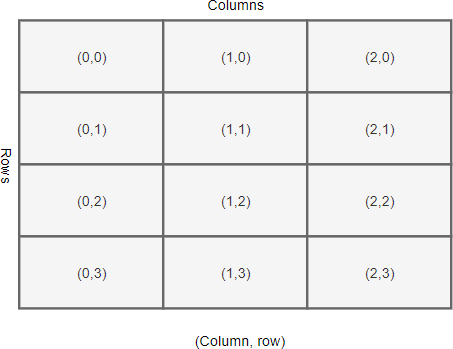 Columns
(0,0) (1,0) (2,0)
(0,1) (1,1) (2,1)
Rows
(0,2) (1,2) (2,2)
(0,3) (1,3) (2,3)
(Column, row)